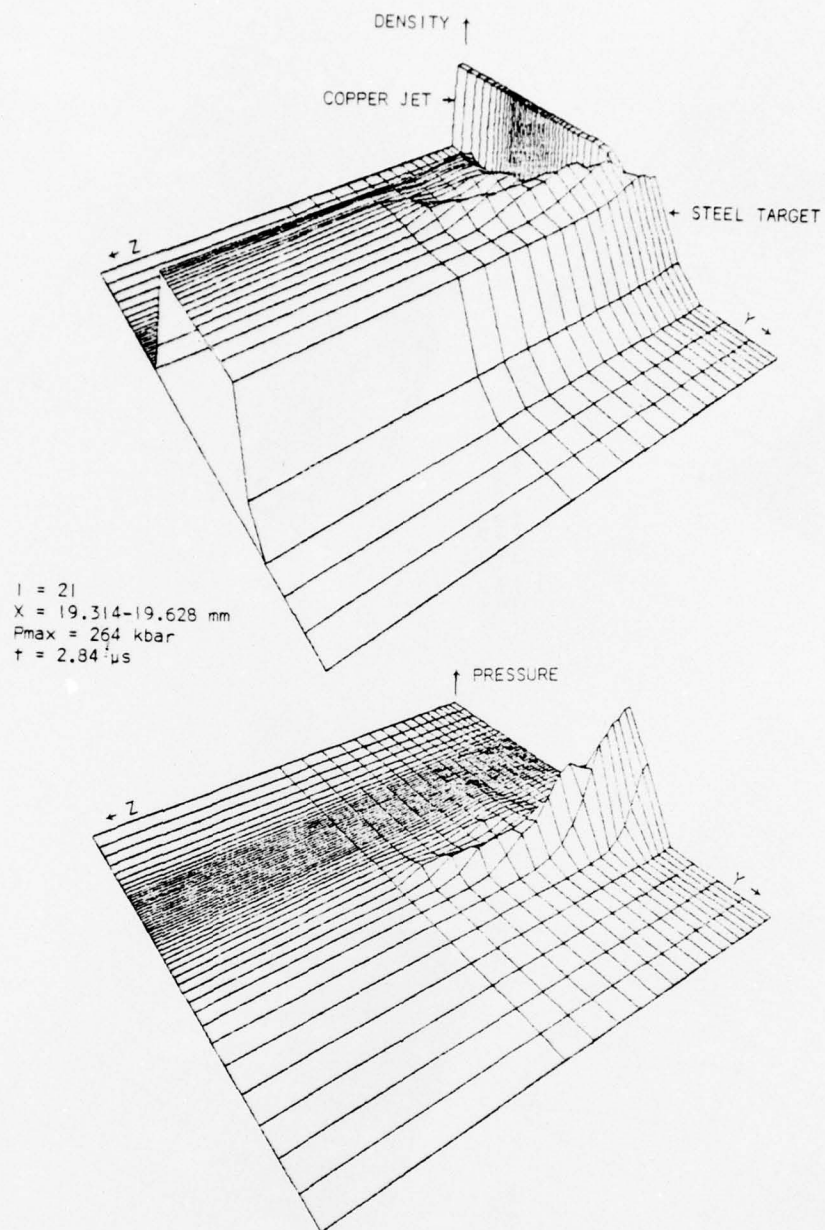 DENSITY ↑
COPPER JET →
← STEEL TARGET
← Z
Y →
I = 21
X = 19.314-19.628 mm
Pmax = 264 kbar
t = 2.84 µs
↑ PRESSURE
← Z
Y →